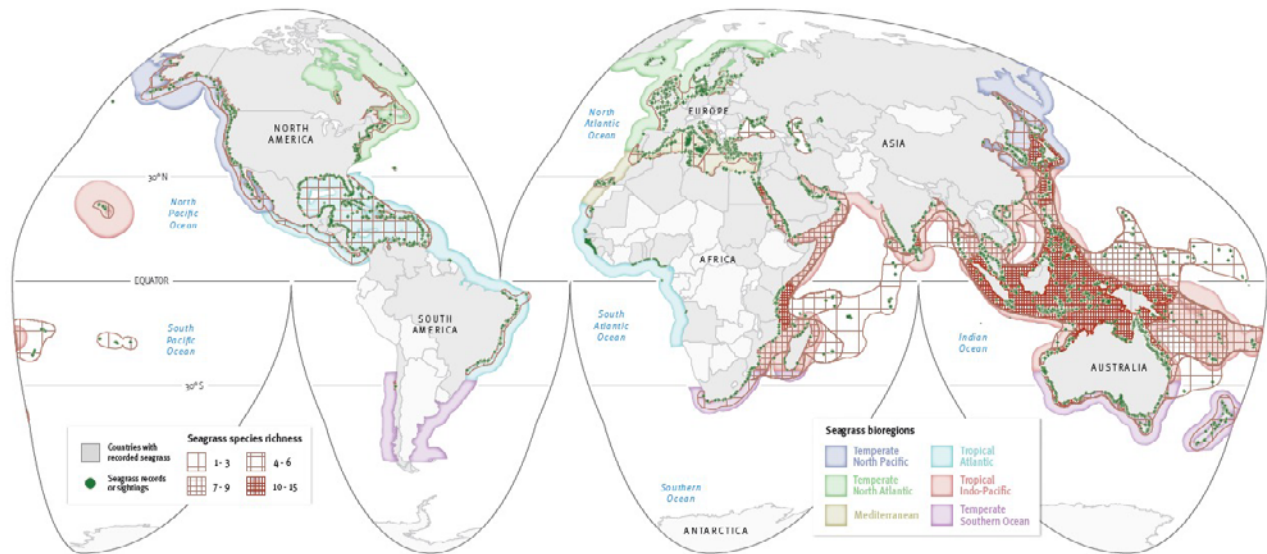 NORTH
AMERICA
North
Atlantic
Ocean
EUROPE
ASIA
30°N
North
Pacific
Ocean
EQUATOR
AFRICA
SOUTH
AMERICA
South
Pacific
Ocean
South
Atlantic
Ocean
Indian
Ocean
AUSTRALIA
30°S
Countries with
recorded seagrass
Seagrass records
or sightings
Seagrass species richness
1 - 3
4 - 6
7 - 9
10 - 15
Seagrass bioregions
Temperate
North Pacific
Tropical
Atlantic
Temperate
North Atlantic
Tropical
Indo-Pacific
Mediterranean
Temperate
Southern Ocean
Southern
Ocean
ANTARCTICA